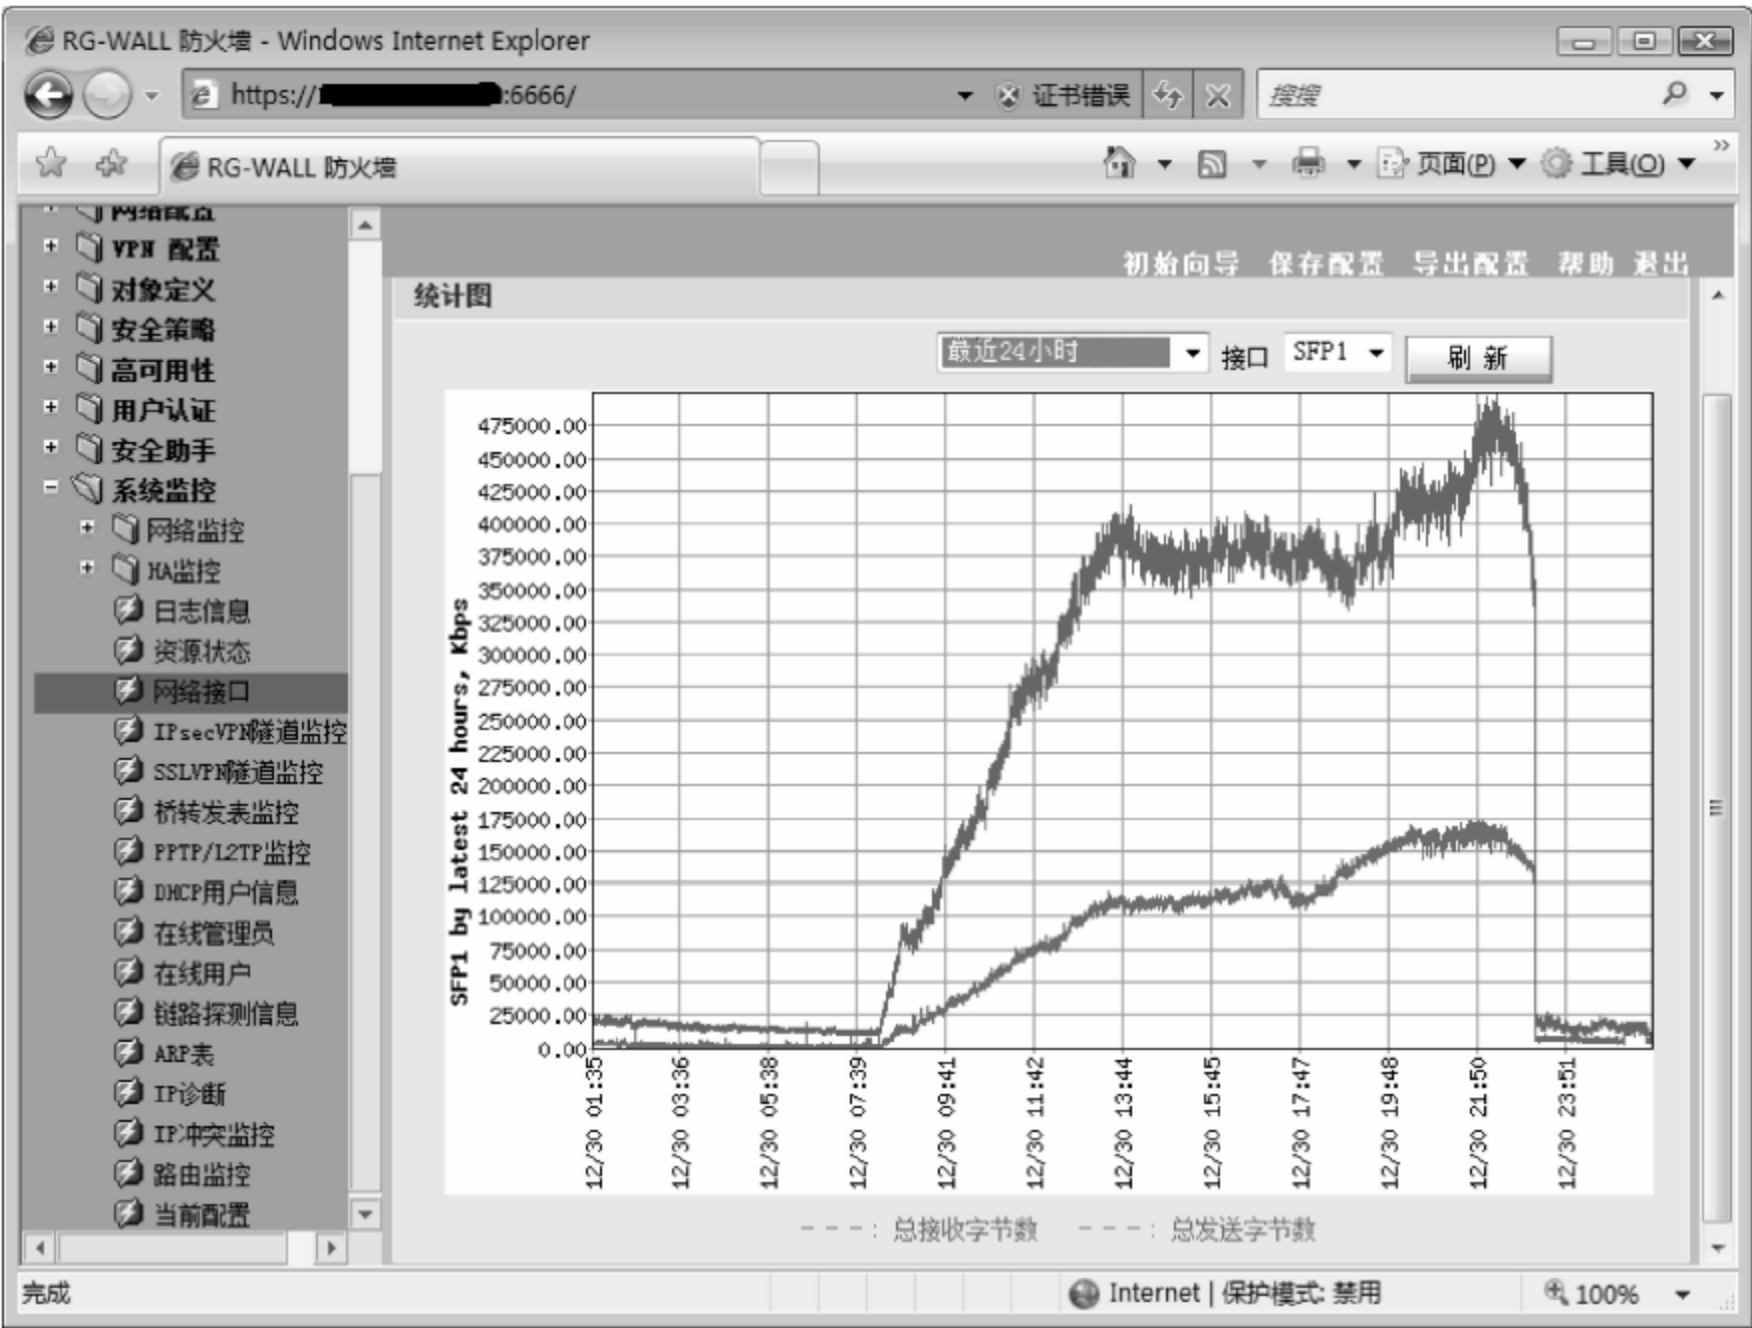 RG-WALL 防火墙 - Windows Internet Explorer
https:// :6666/
证书错误
搜搜
RG-WALL 防火墙
页面(P)
工具(O)
网络配置
VPN 配置
对象定义
安全策略
高可用性
用户认证
安全助手
系统监控
网络监控
HA监控
日志信息
资源状态
网络接口
IPsecVPN隧道监控
SSLVPN隧道监控
桥转发表监控
PPTP/L2TP监控
DHCP用户信息
在线管理员
在线用户
链路探测信息
ARP表
IP诊断
IP冲突监控
路由监控
当前配置
初始向导 保存配置 导出配置 帮助 退出
统计图
最近24小时 接口 SFP1 刷 新
SFP1 by latest 24 hours, Kbps
475000.00
450000.00
425000.00
400000.00
375000.00
350000.00
325000.00
300000.00
275000.00
250000.00
225000.00
200000.00
175000.00
150000.00
125000.00
100000.00
75000.00
50000.00
25000.00
0.00
12/30 01:35
12/30 03:36
12/30 05:38
12/30 07:39
12/30 09:41
12/30 11:42
12/30 13:44
12/30 15:45
12/30 17:47
12/30 19:48
12/30 21:50
12/30 23:51
---: 总接收字节数 ---: 总发送字节数
完成
Internet | 保护模式: 禁用
100%